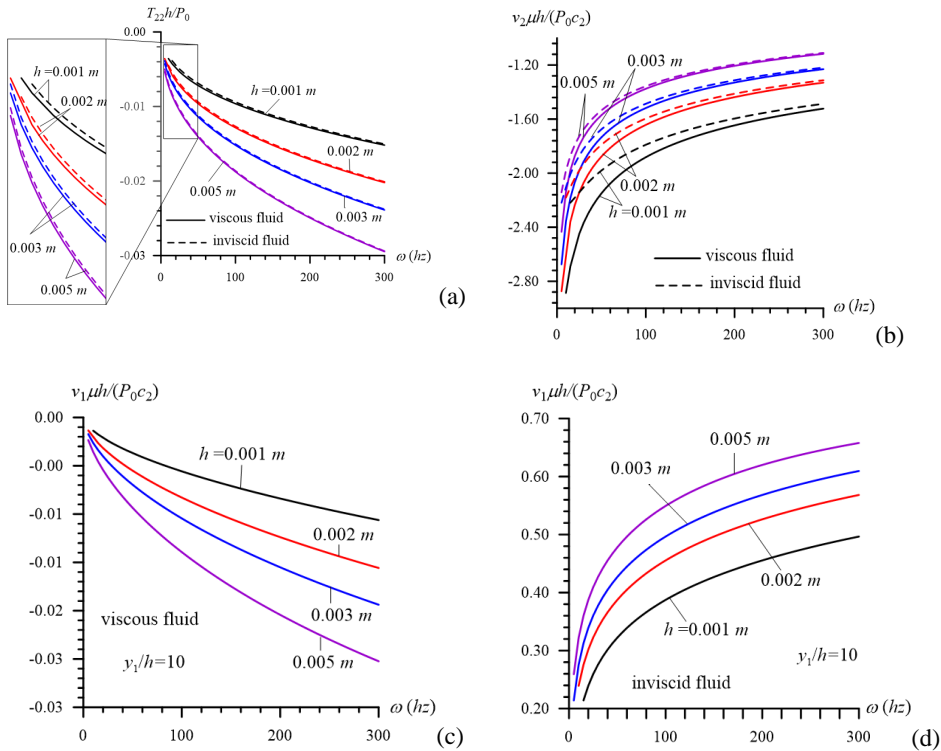 T22h/P0
0.00
-0.01
-0.02
-0.03
0 100 200 300
ω (hz)
h=0.001 m
0.002 m
0.003 m
0.005 m
h=0.001 m
0.002 m
0.003 m
0.005 m
viscous fluid
inviscid fluid
(a)
v2μh/(P0c2)
-1.20
-1.60
-2.00
-2.40
-2.80
0 100 200 300
ω (hz)
0.003 m
0.005 m
0.002 m
h=0.001 m
viscous fluid
inviscid fluid
(b)
v1μh/(P0c2)
0.00
-0.00
-0.01
-0.01
-0.02
-0.03
-0.03
0 100 200 300
ω (hz)
h=0.001 m
0.002 m
0.003 m
0.005 m
viscous fluid
y1/h=10
(c)
v1μh/(P0c2)
0.70
0.60
0.50
0.40
0.30
0.20
0 100 200 300
ω (hz)
0.005 m
0.003 m
0.002 m
h=0.001 m
y1/h=10
inviscid fluid
(d)